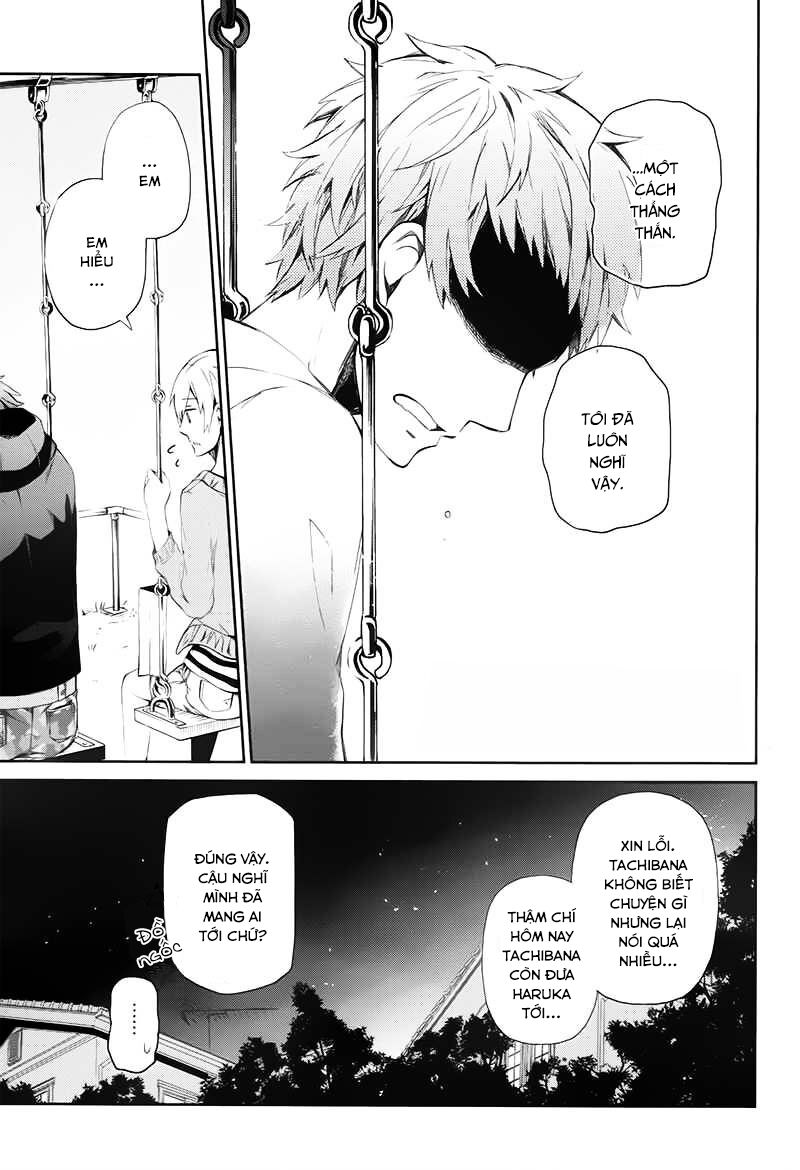 ...MỘT
CÁCH
THẲNG
THẮN.
TÔI ĐÃ
LUÔN
NGHĨ
VẬY.
...
EM
EM
HIỂU
...
XIN LỖI.
TACHIBANA
KHÔNG BIẾT
CHUYỆN GÌ
NHƯNG LẠI
NÓI QUÁ
NHIỀU...
THẬM CHÍ
HÔM NAY
TACHIBANA
CÒN ĐƯA
HARUKA
TỚI...
ĐÚNG VẬY.
CẬU NGHĨ
MÌNH ĐÃ
MANG AI
TỚI CHỨ?
ĐỒ
NGỐC
......